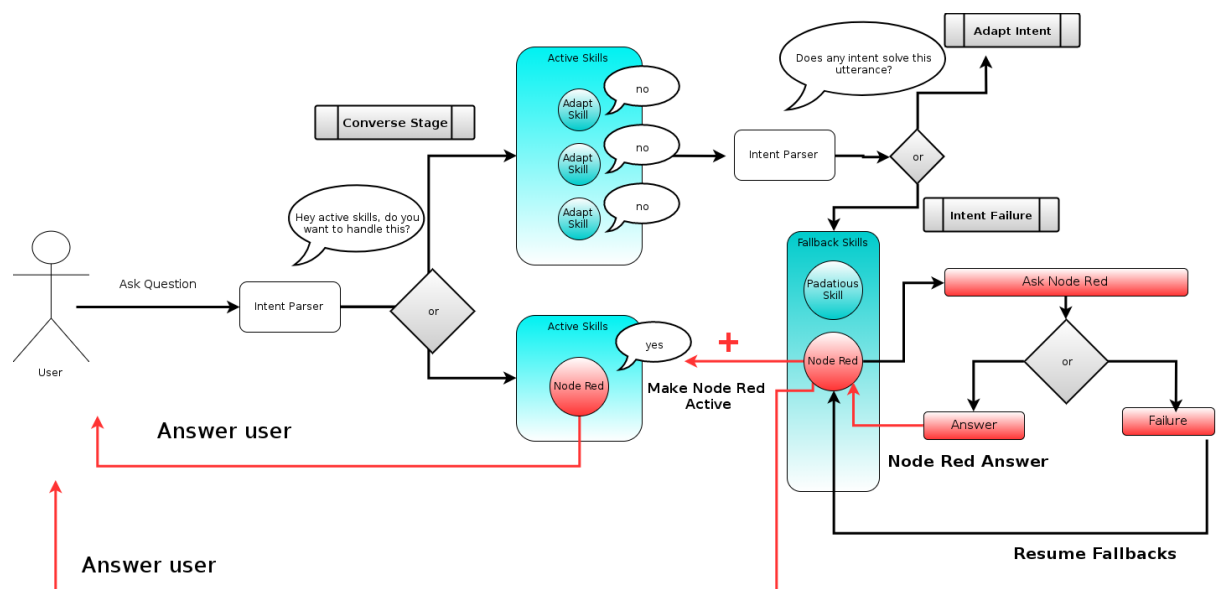 Adapt Intent
Does any intent solve this
utterance?
Active Skills
no
Adapt
Skill
no
Adapt
Skill
no
Adapt
Skill
Converse Stage
Intent Parser
or
Hey active skills, do you
want to handle this?
Intent Failure
Fallback Skills
Padatious
Skill
Node Red
Ask Node Red
or
Answer
Failure
Node Red Answer
Resume Fallbacks
Ask Question
Intent Parser
or
User
Active Skills
yes
Node Red
+
Make Node Red
Active
Answer user
Answer user